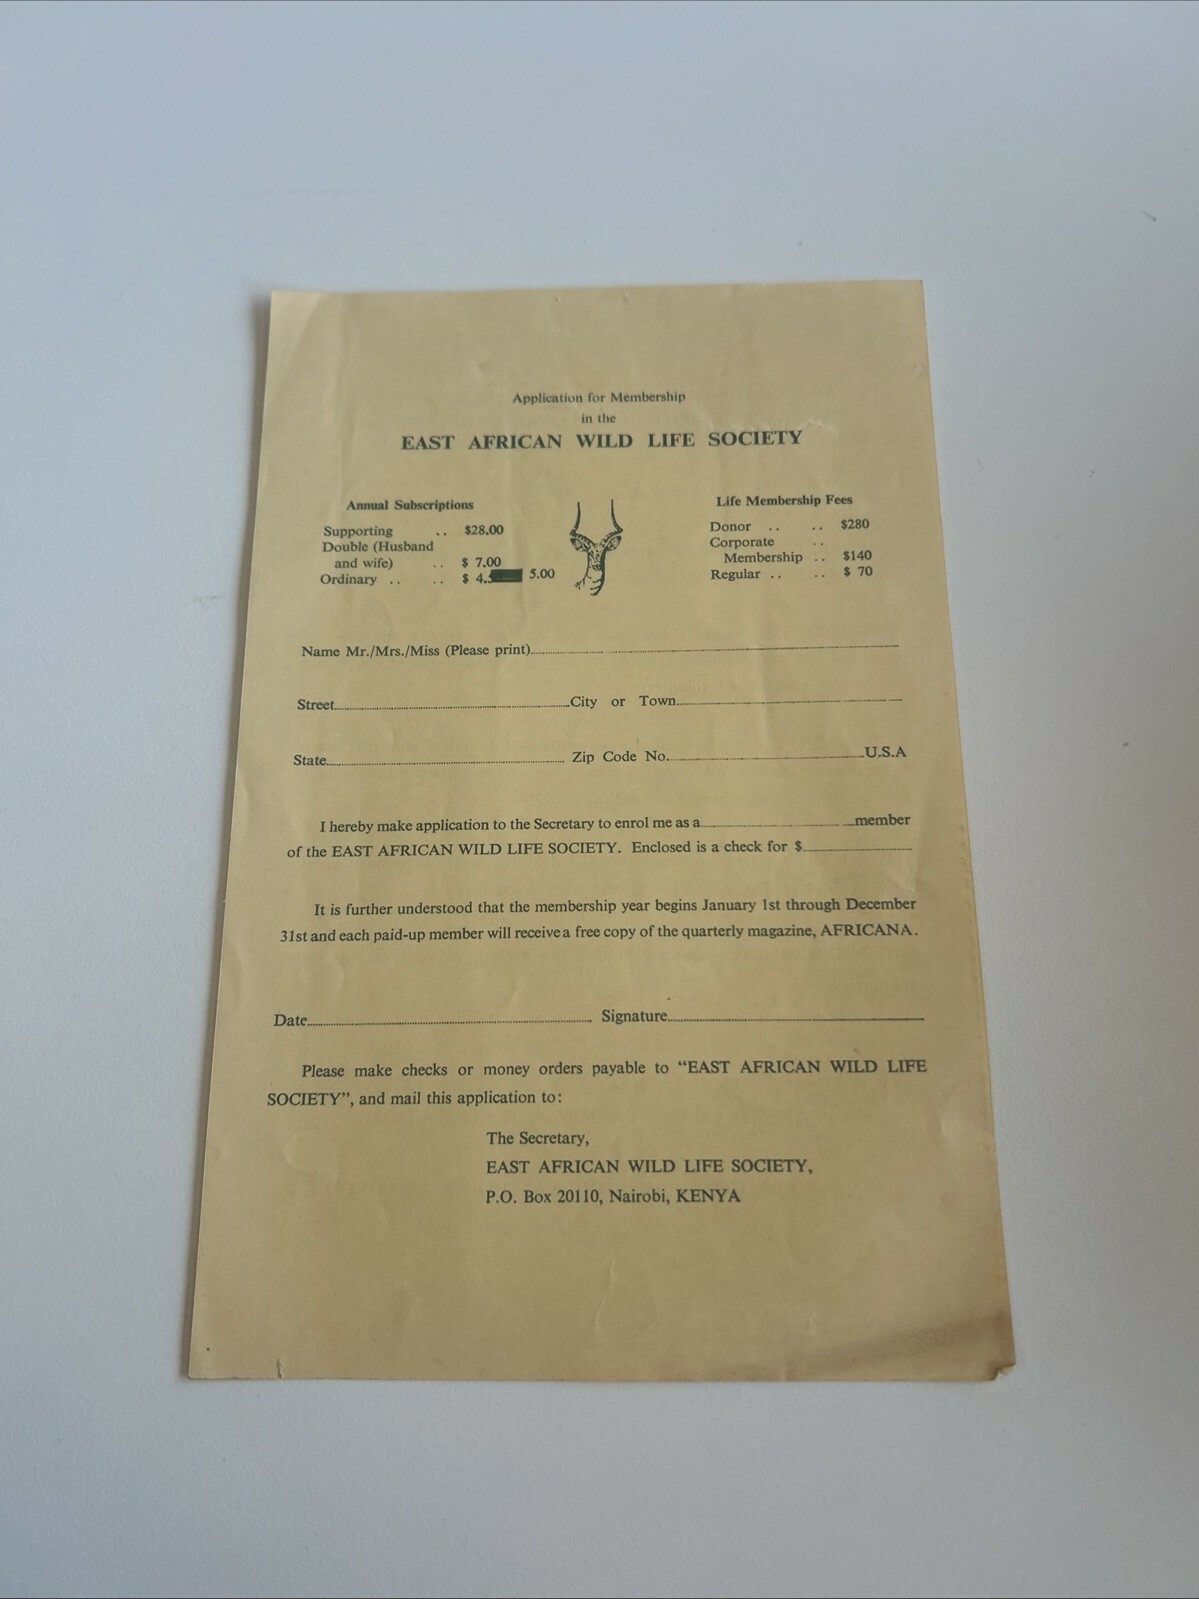 Application for Membership
in the
EAST AFRICAN WILD LIFE SOCIETY
Annual Subscriptions
Supporting .. $28.00
Double (Husband
and wife) .. $ 7.00
Ordinary .. .. $ 4. 5.00
Life Membership Fees
Donor .. .. $280
Corporate ..
Membership .. $140
Regular .. .. $ 70
Name Mr./Mrs./Miss (Please print)
Street City or Town
State Zip Code No. U.S.A
I hereby make application to the Secretary to enrol me as a member
of the EAST AFRICAN WILD LIFE SOCIETY. Enclosed is a check for $
It is further understood that the membership year begins January 1st through December
31st and each paid-up member will receive a free copy of the quarterly magazine, AFRICANA.
Date Signature
Please make checks or money orders payable to “EAST AFRICAN WILD LIFE
SOCIETY”, and mail this application to:
The Secretary,
EAST AFRICAN WILD LIFE SOCIETY,
P.O. Box 20110, Nairobi, KENYA